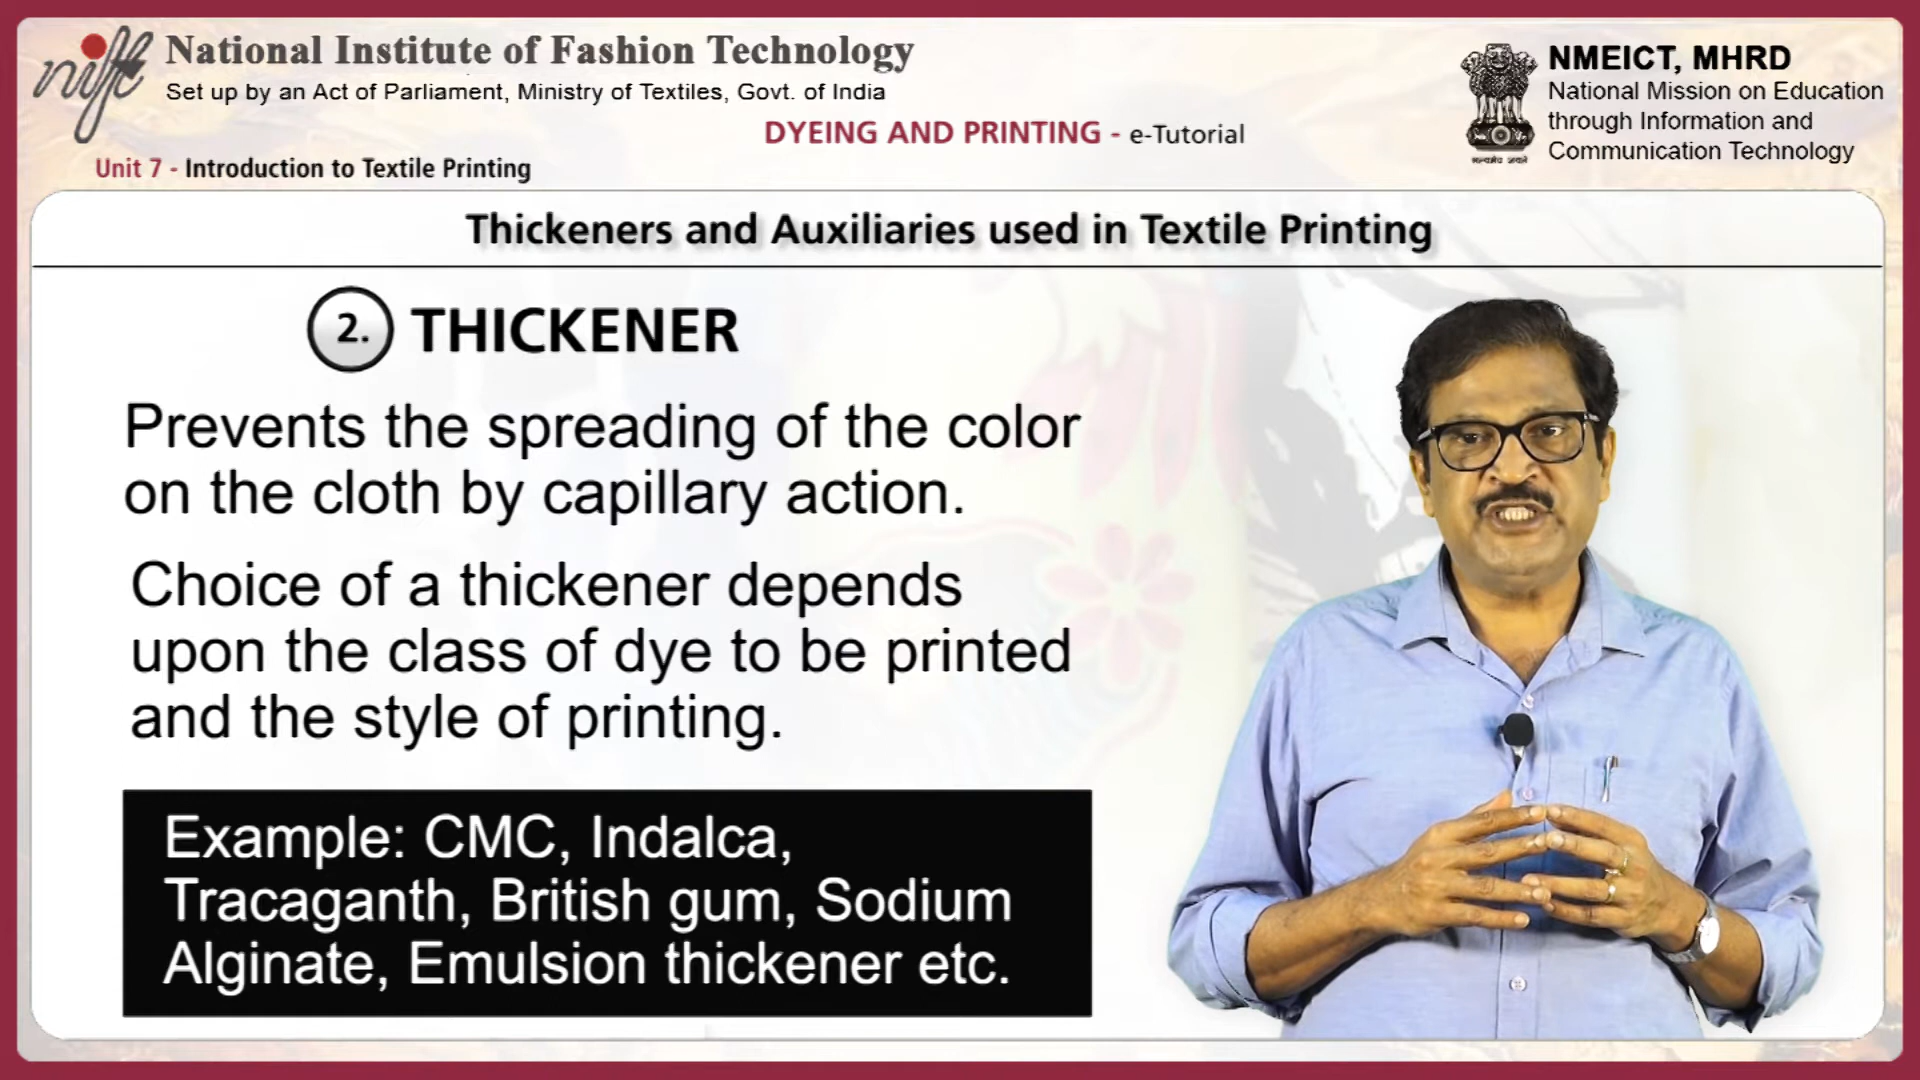 nift
National Institute of Fashion Technology
Set up by an Act of Parliament, Ministry of Textiles, Govt. of India
NMEICT, MHRD
National Mission on Education
through Information and
Communication Technology
सत्यमेव जयते
DYEING AND PRINTING - e-Tutorial
Unit 7 - Introduction to Textile Printing
Thickeners and Auxiliaries used in Textile Printing
2. THICKENER
Prevents the spreading of the color
on the cloth by capillary action.
Choice of a thickener depends
upon the class of dye to be printed
and the style of printing.
Example: CMC, Indalca,
Tracaganth, British gum, Sodium
Alginate, Emulsion thickener etc.